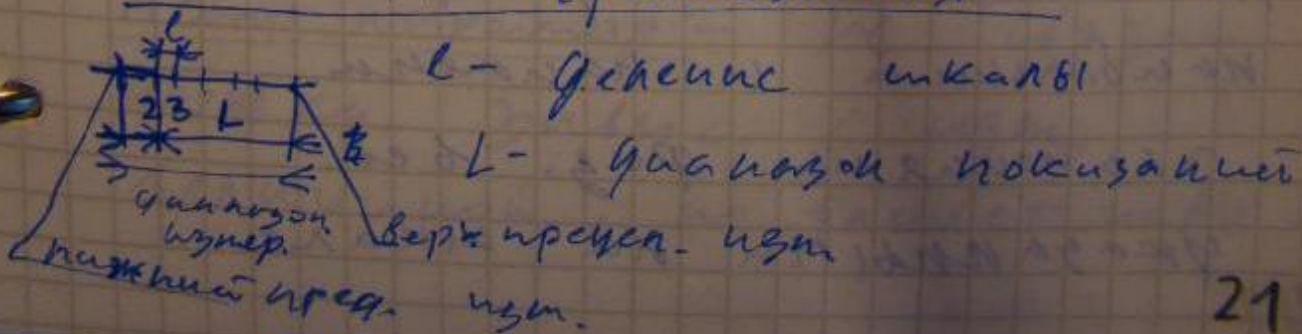 l
l - деление шкалы
2 3 L
L - диапазон показаний
диапазон
измер.
верх предел. изм.
нижний пред. изм.
21